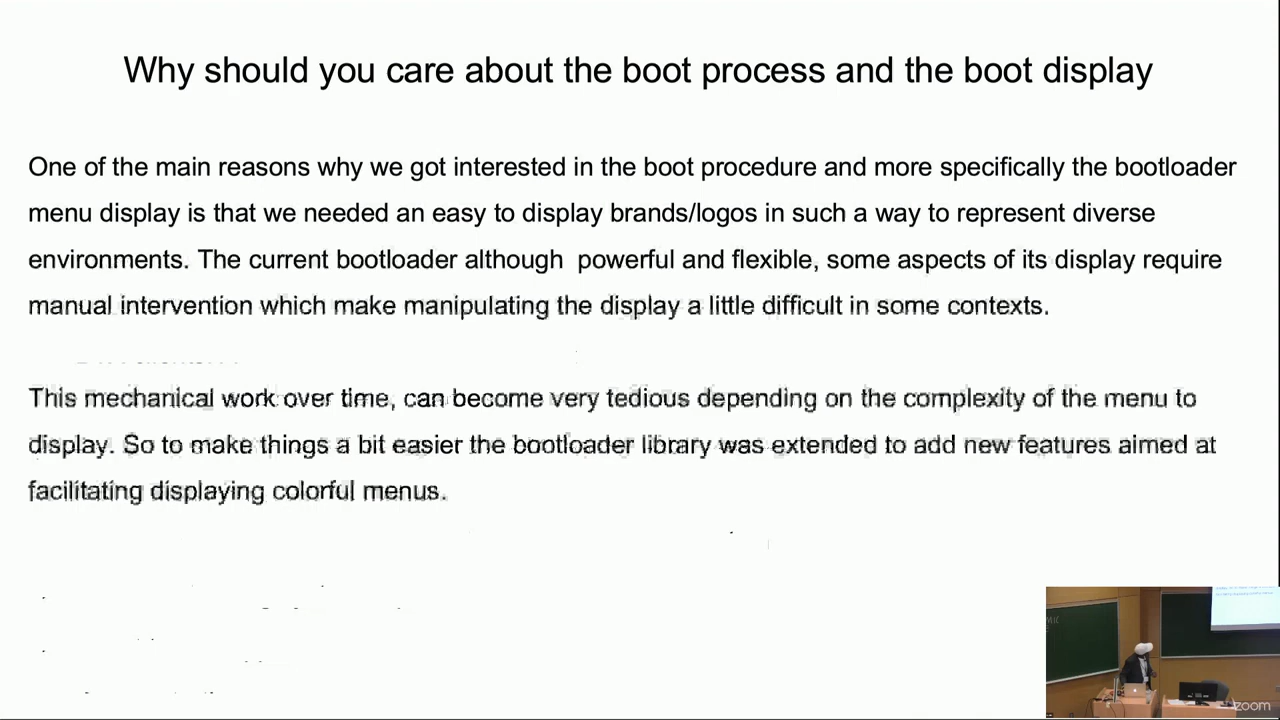 Why should you care about the boot process and the boot display
One of the main reasons why we got interested in the boot procedure and more specifically the bootloader
menu display is that we needed an easy to display brands/logos in such a way to represent diverse
environments. The current bootloader although powerful and flexible, some aspects of its display require
manual intervention which make manipulating the display a little difficult in some contexts.
This mechanical work over time, can become very tedious depending on the complexity of the menu to
display. So to make things a bit easier the bootloader library was extended to add new features aimed at
facilitating displaying colorful menus.
zoom